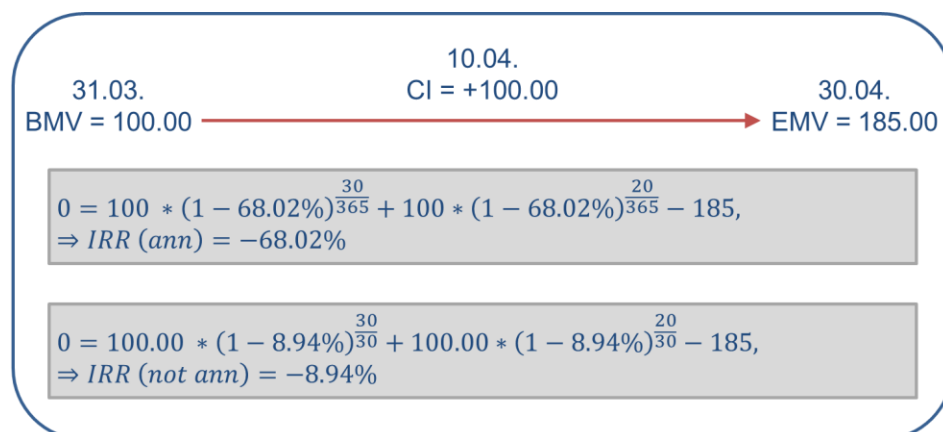 10.04.
31.03. CI = +100.00 30.04.
BMV = 100.00 EMV = 185.00
0 = 100 * (1 − 68.02%)^(30/365) + 100 * (1 − 68.02%)^(20/365) − 185,
⇒ IRR (ann) = −68.02%
0 = 100.00 * (1 − 8.94%)^(30/30) + 100.00 * (1 − 8.94%)^(20/30) − 185,
⇒ IRR (not ann) = −8.94%